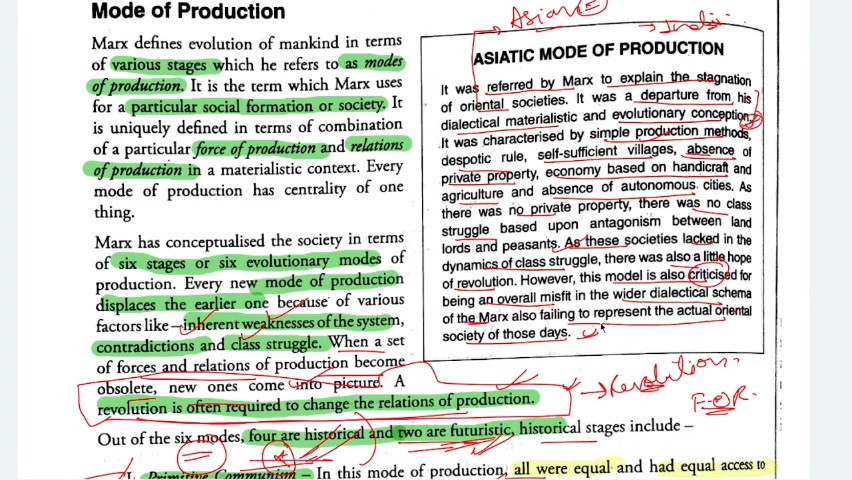 Mode of Production
Marx defines evolution of mankind in terms
of various stages which he refers to as modes
of production. It is the term which Marx uses
for a particular social formation or society. It
is uniquely defined in terms of combination
of a particular force of production and relations
of production in a materialistic context. Every
mode of production has centrality of one
thing.
Marx has conceptualised the society in terms
of six stages or six evolutionary modes of
production. Every new mode of production
displaces the earlier one because of various
factors like – inherent weaknesses of the system,
contradictions and class struggle. When a set
of forces and relations of production become
obsolete, new ones come into picture. A
revolution is often required to change the relations of production.
Out of the six modes, four are historical and two are futuristic, historical stages include –
1. Primitive Communism – In this mode of production, all were equal and had equal access to
Asian
ASIATIC MODE OF PRODUCTION
It was referred by Marx to explain the stagnation
of oriental societies. It was a departure from his
dialectical materialistic and evolutionary conception.
It was characterised by simple production methods,
despotic rule, self-sufficient villages, absence of
private property, economy based on handicraft and
agriculture and absence of autonomous cities. As
there was no private property, there was no class
struggle based upon antagonism between land
lords and peasants. As these societies lacked in the
dynamics of class struggle, there was also a little hope
of revolution. However, this model is also criticised for
being an overall misfit in the wider dialectical schema
of the Marx also failing to represent the actual oriental
society of those days.
Revolution
F.O.R.